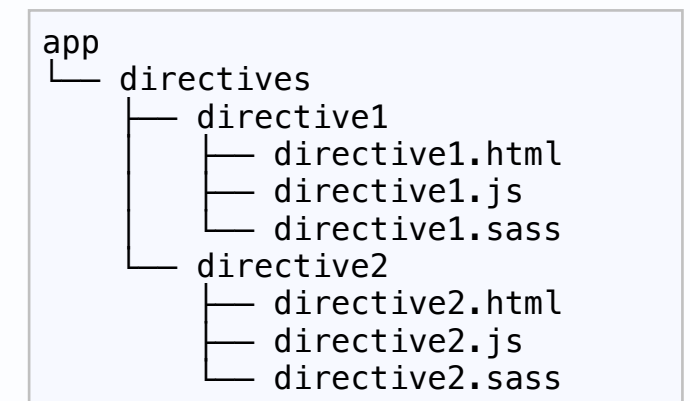 app
└── directives
    ├── directive1
    │   ├── directive1.html
    │   ├── directive1.js
    │   └── directive1.sass
    └── directive2
        ├── directive2.html
        ├── directive2.js
        └── directive2.sass